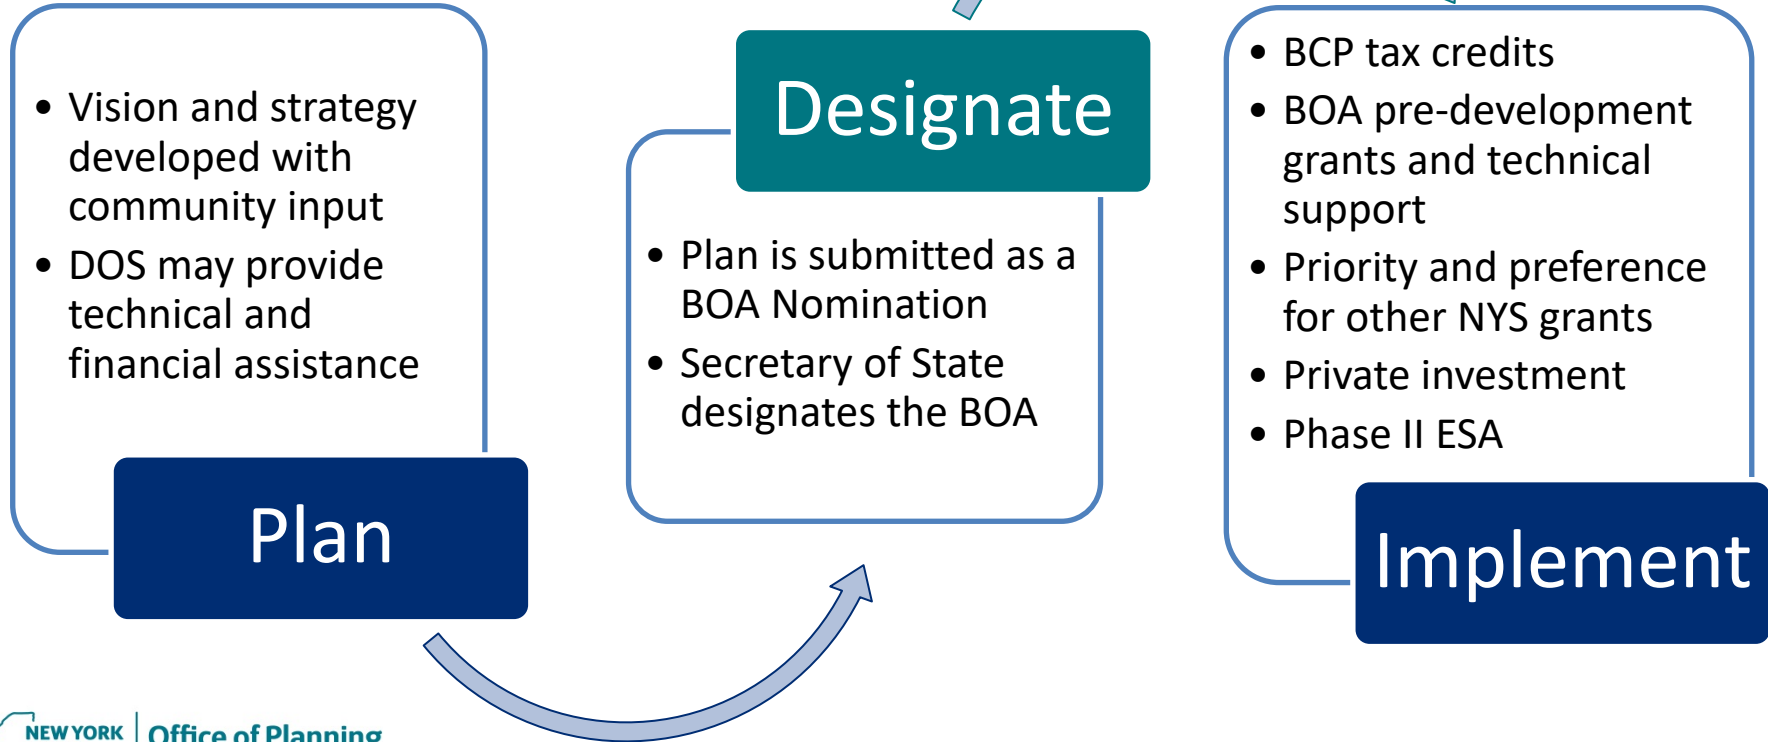 • Vision and strategy
developed with
community input
• DOS may provide
technical and
financial assistance
Plan
Designate
• Plan is submitted as a
BOA Nomination
• Secretary of State
designates the BOA
• BCP tax credits
• BOA pre-development
grants and technical
support
• Priority and preference
for other NYS grants
• Private investment
• Phase II ESA
Implement
NEW YORK
Office of Planning